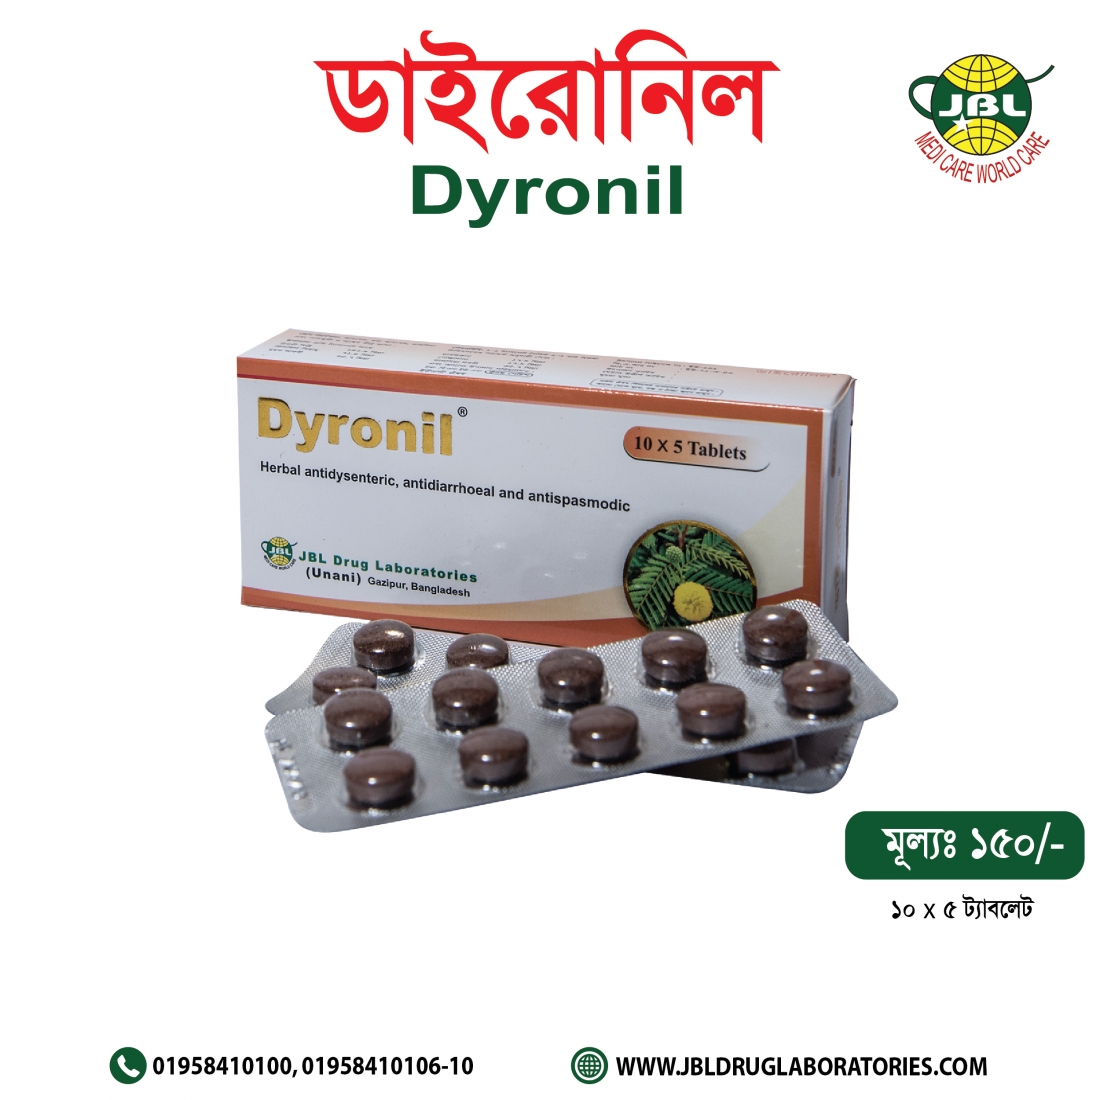 ডাইরোনিল
Dyronil
JBL
MEDI CARE WORLD CARE
Dyronil®
10 X 5 Tablets
Herbal antidysenteric, antidiarrhoeal and antispasmodic
JBL
JBL Drug Laboratories
(Unani) Gazipur, Bangladesh
মূল্যঃ ১৫০/-
১০ x ৫ ট্যাবলেট
01958410100, 01958410106-10
WWW.JBLDRUGLABORATORIES.COM